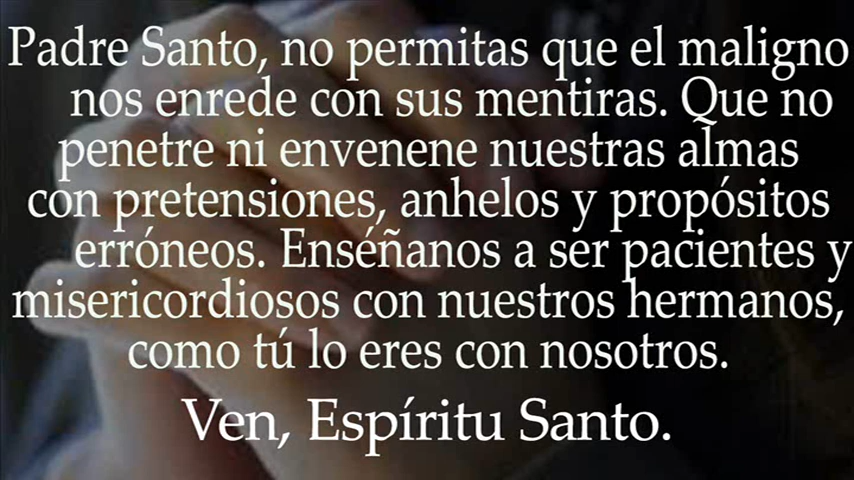 Padre Santo, no permitas que el maligno
nos enrede con sus mentiras. Que no
penetre ni envenene nuestras almas
con pretensiones, anhelos y propósitos
erróneos. Enséñanos a ser pacientes y
misericordiosos con nuestros hermanos,
como tú lo eres con nosotros.
Ven, Espíritu Santo.